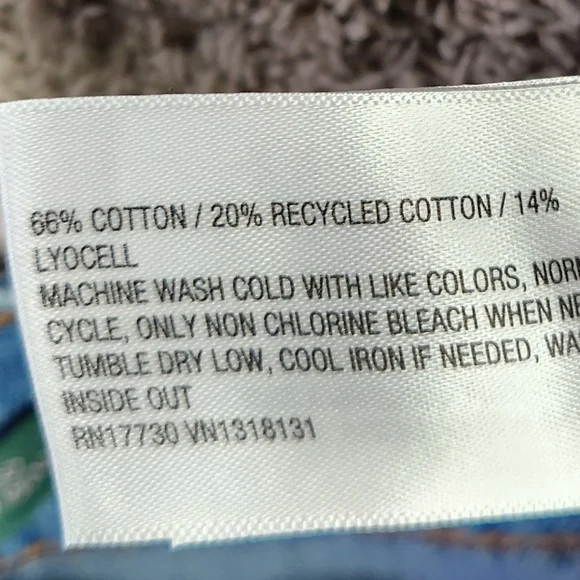 66% COTTON / 20% RECYCLED COTTON / 14%
LYOCELL
MACHINE WASH COLD WITH LIKE COLORS,
CYCLE, ONLY NON CHLORINE BLEACH WHEN
TUMBLE DRY LOW, COOL IRON IF NEEDED,
INSIDE OUT
RN17730 VN1318131